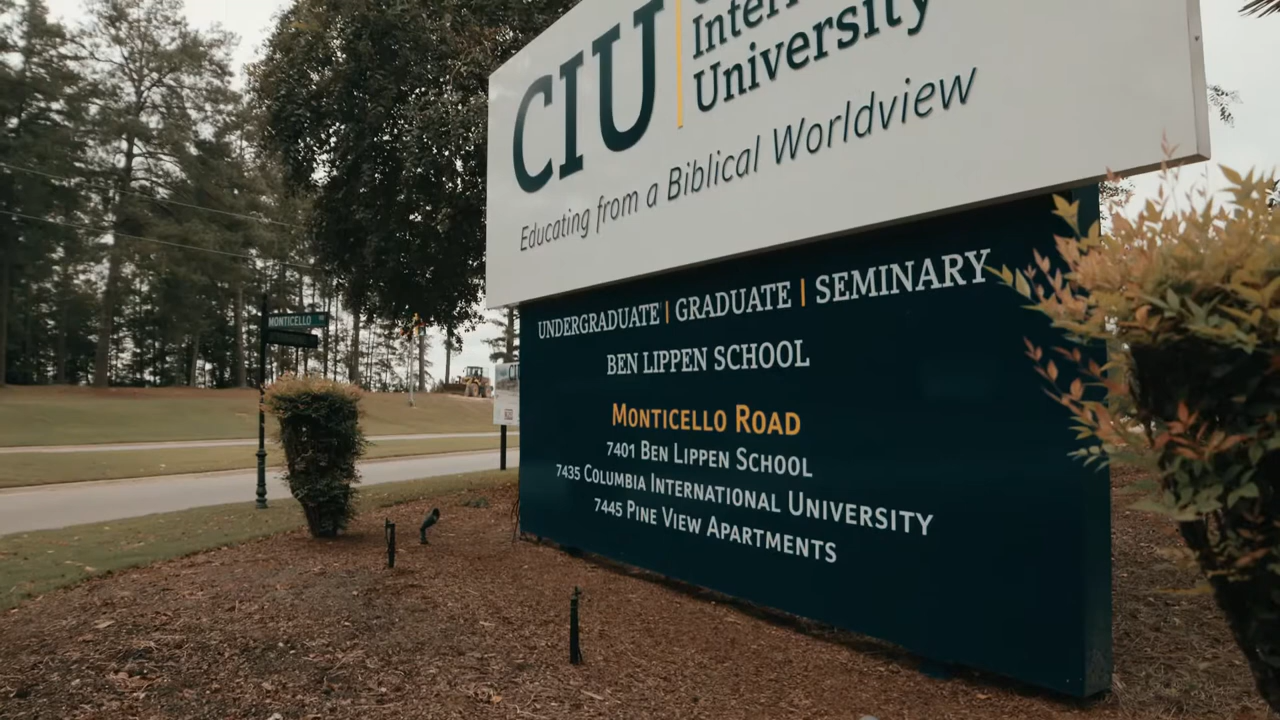 CIU
University
Educating from a Biblical Worldview
UNDERGRADUATE | GRADUATE | SEMINARY
BEN LIPPEN SCHOOL
MONTICELLO ROAD
7401 BEN LIPPEN SCHOOL
7435 COLUMBIA INTERNATIONAL UNIVERSITY
7445 PINE VIEW APARTMENTS
MONTICELLO